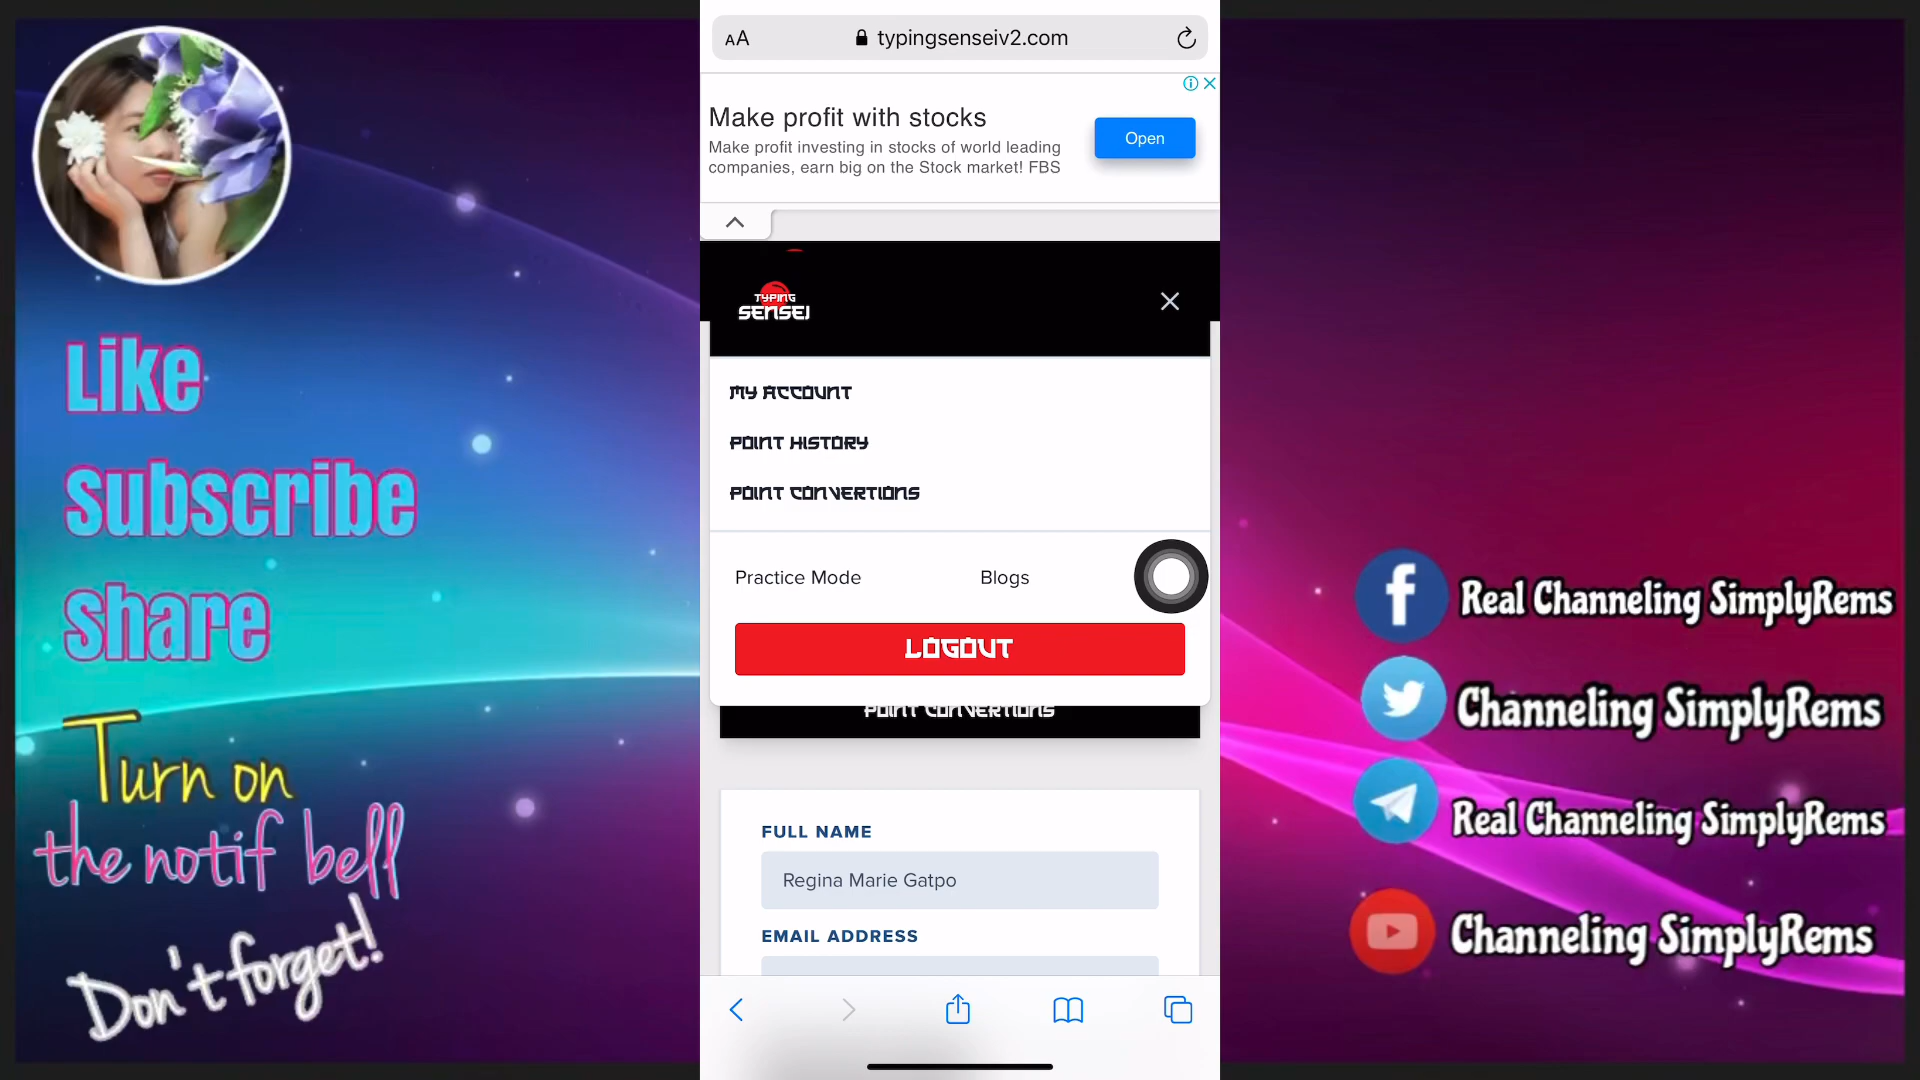 Like
Subscribe
Share
Turn on
the notif bell
Don't forget!
AA
typingsenseiv2.com
Make profit with stocks
Make profit investing in stocks of world leading
companies, earn big on the Stock market! FBS
Open
TYPING
SENSEI
MY ACCOUNT
POINT HISTORY
POINT CONVERTIONS
Practice Mode
Blogs
LOGOUT
POINT CONVERTIONS
FULL NAME
Regina Marie Gatpo
EMAIL ADDRESS
Real Channeling SimplyRems
Channeling SimplyRems
Real Channeling SimplyRems
Channeling SimplyRems